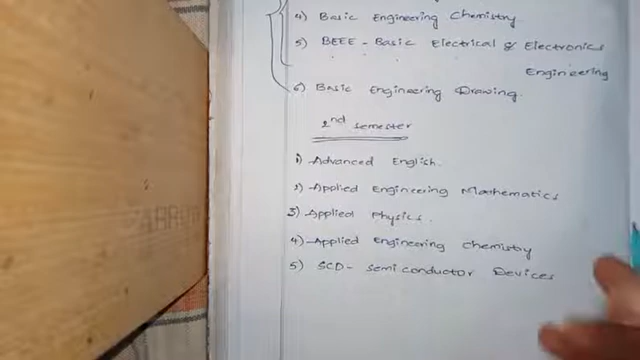 4) Basic Engineering Chemistry
5) BEEE - Basic Electrical & Electronics
Engineering
6) Basic Engineering Drawing.
2nd semester
1) Advanced English.
2) Applied Engineering Mathematics
3) Applied Physics.
4) Applied Engineering Chemistry
5) SCD - Semiconductor Devices